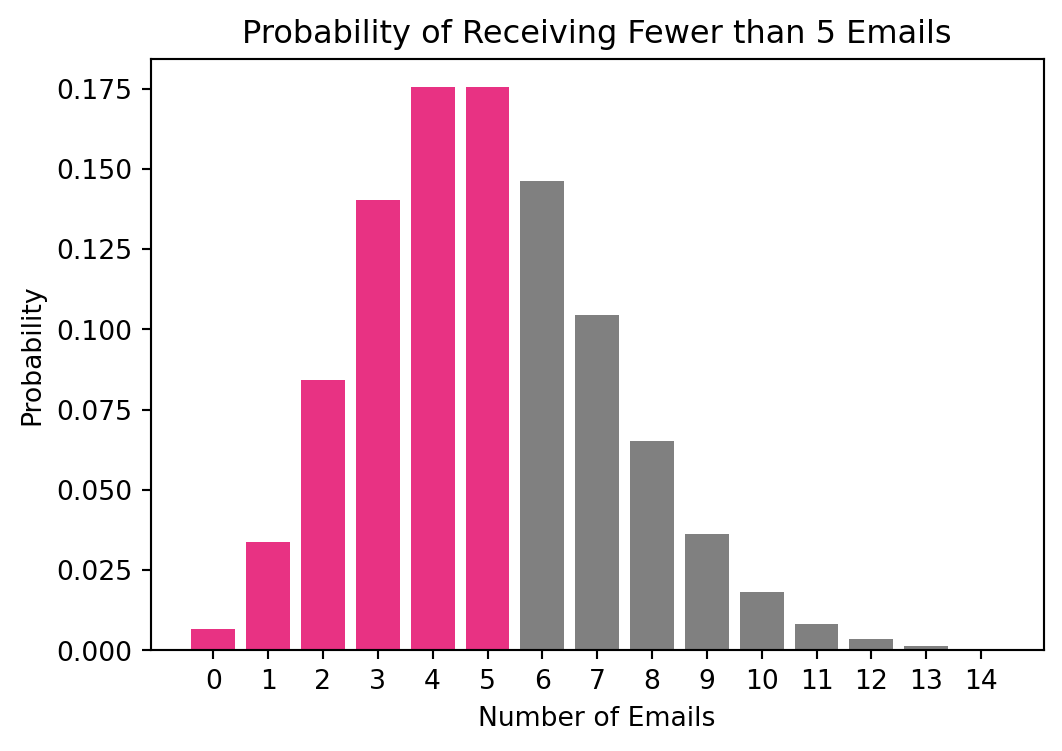 Probability of Receiving Fewer than 5 Emails
0.175
0.150
0.125
0.100
0.075
0.050
0.025
0.000
Probability
0 1 2 3 4 5 6 7 8 9 10 11 12 13 14
Number of Emails